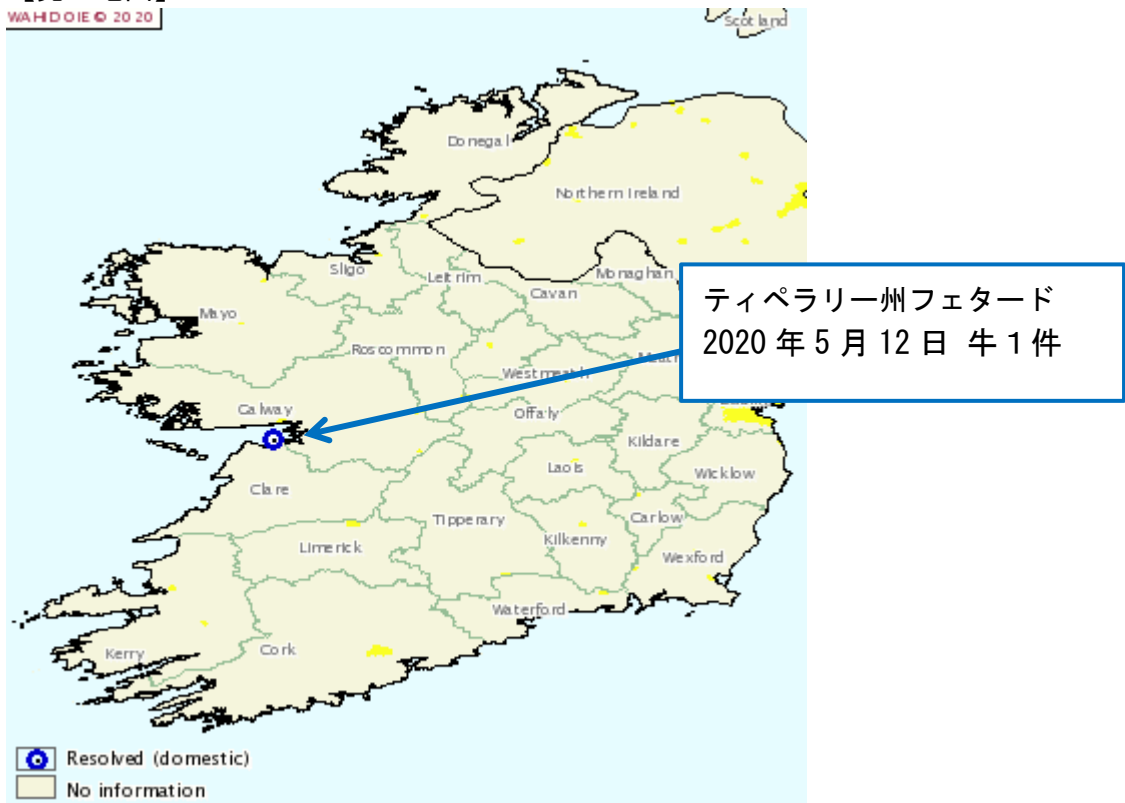 WAHIDOIE © 2020
Scotland
Donegal
Northern Ireland
Sligo
Leitrim
Monaghan
Cavan
ティペラリー州フェタード
2020 年 5 月 12 日 牛 1 件
Mayo
Roscommon
Westmeath
Galway
Offaly
Kildare
Laois
Wicklow
Clare
Tipperary
Carlow
Limerick
Kilkenny
Wexford
Waterford
Kerry
Cork
Resolved (domestic)
No information